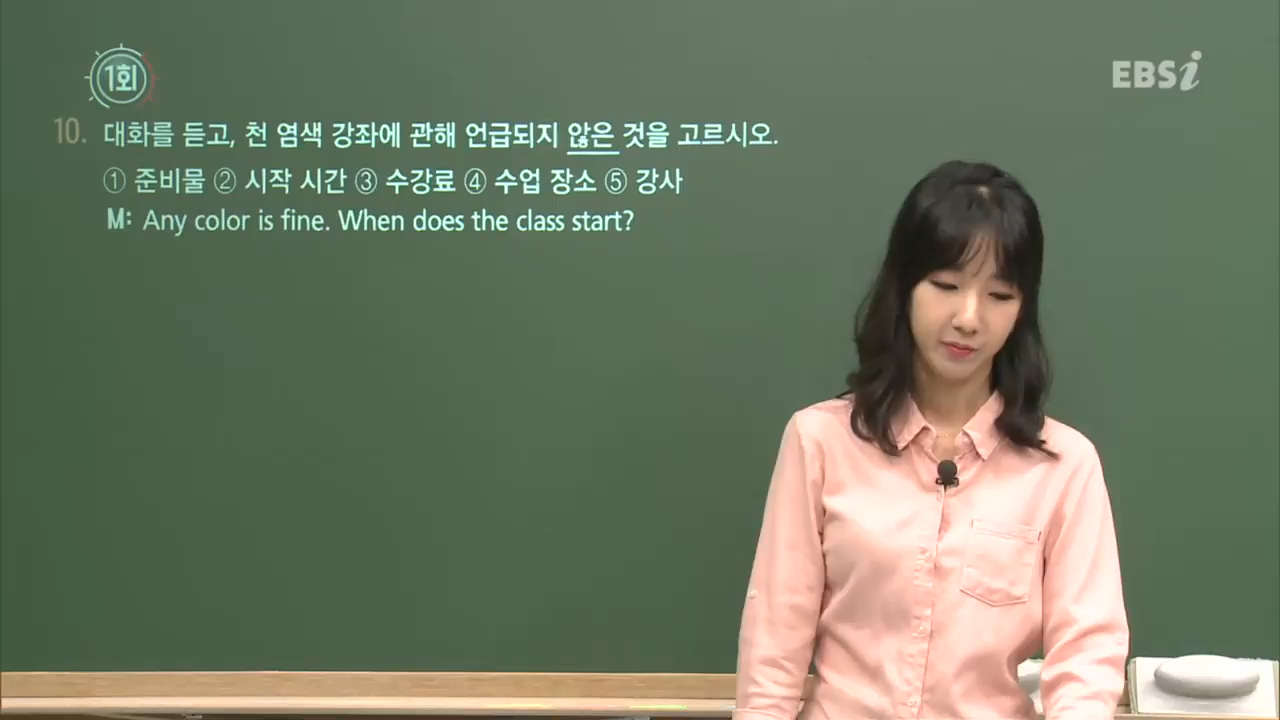 1회
EBSi
10. 대화를 듣고, 천 염색 강좌에 관해 언급되지 않은 것을 고르시오.
① 준비물 ② 시작 시간 ③ 수강료 ④ 수업 장소 ⑤ 강사
M: Any color is fine. When does the class start?